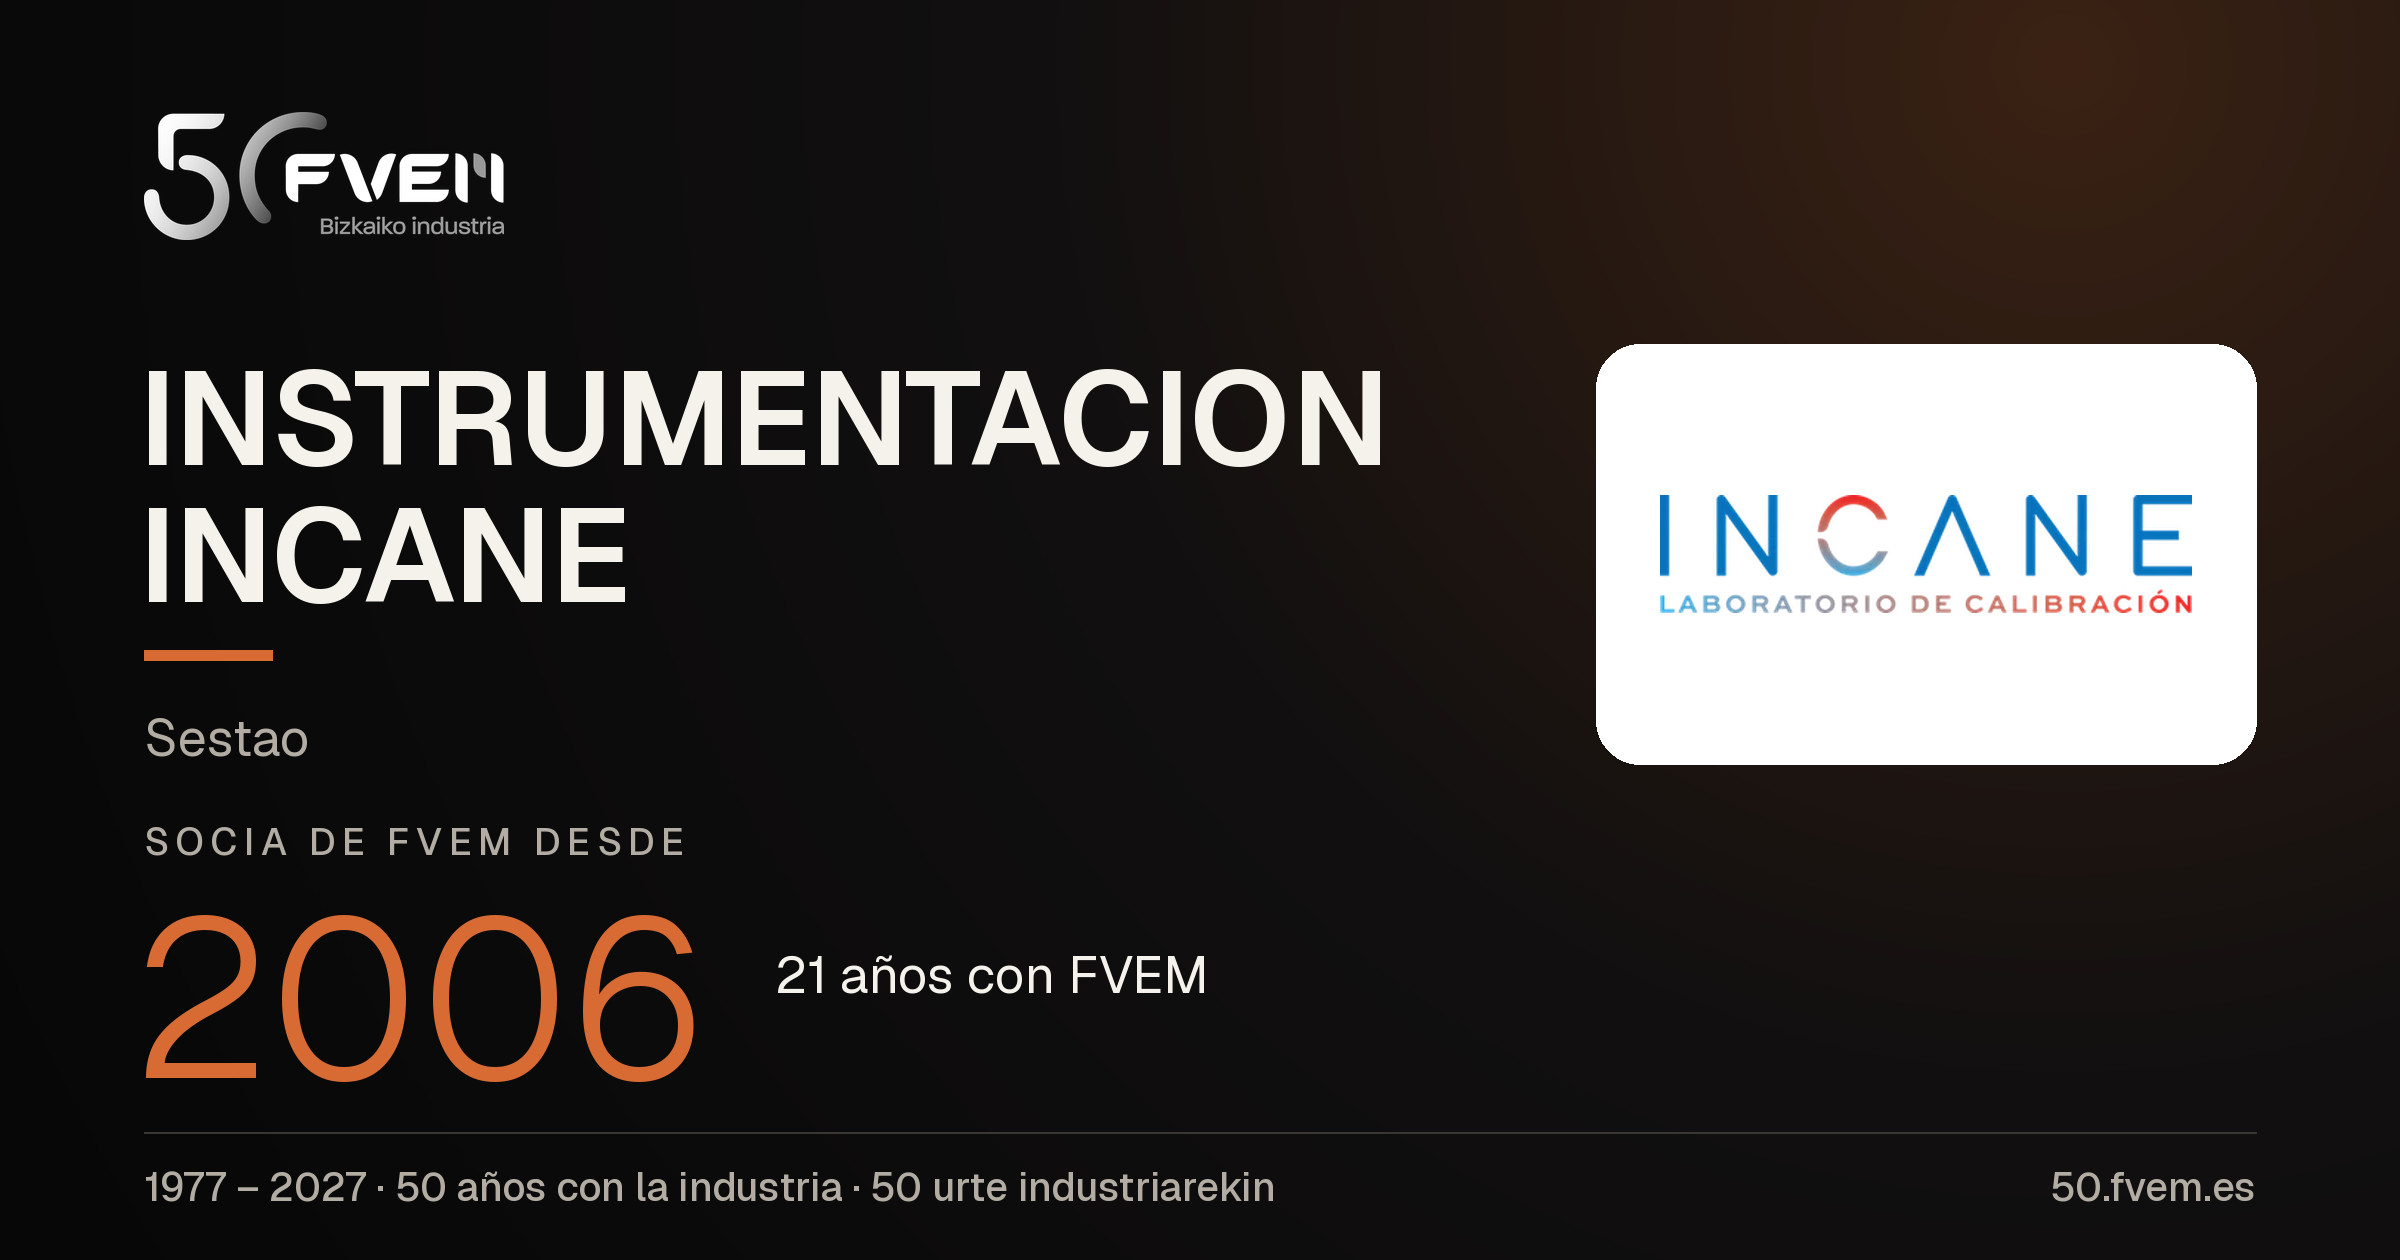 50 FVEM
Bizkaiko industria
INSTRUMENTACION
INCANE
INCANE
LABORATORIO DE CALIBRACIÓN
Sestao
SOCIA DE FVEM DESDE
2006
21 años con FVEM
1977 – 2027 · 50 años con la industria · 50 urte industriarekin
50.fvem.es